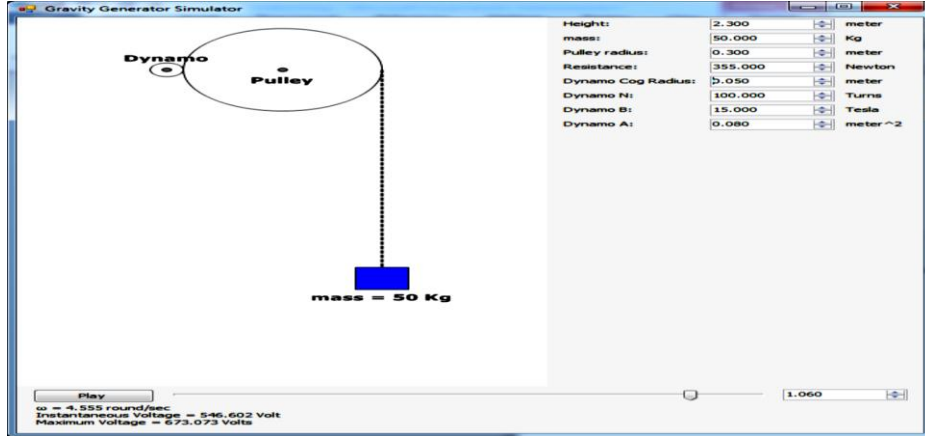 Gravity Generator Simulator
Dynamo
Pulley
mass = 50 Kg
Height: 2.300 meter
mass: 50.000 Kg
Pulley radius: 0.300 meter
Resistance: 355.000 Newton
Dynamo Cog Radius: 0.050 meter
Dynamo N: 100.000 Turns
Dynamo B: 15.000 Tesla
Dynamo A: 0.080 meter^2
Play 1.060
ω = 4.555 round/sec
Instantaneous Voltage = 546.602 Volt
Maximum Voltage = 673.073 Volts